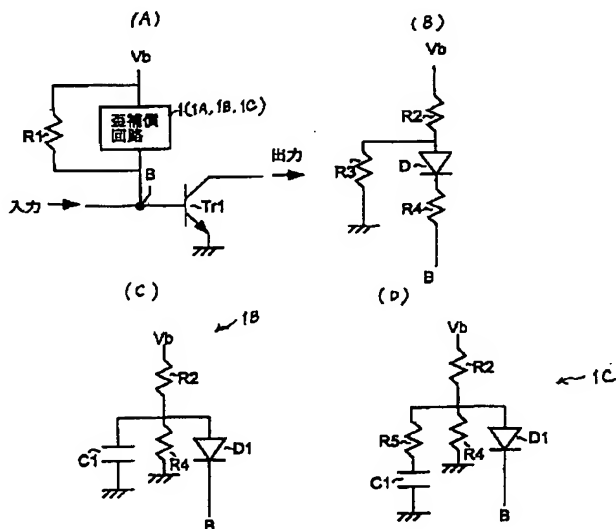 (A)
Vb
R1
歪補償
回路
1(1A,1B,1C)
B
入力
出力
Tr1
(B)
Vb
R2
R3
D
R4
B
(C)
1B
Vb
R2
C1
R4
D1
B
(D)
1C
Vb
R2
R5
R4
D1
C1
B